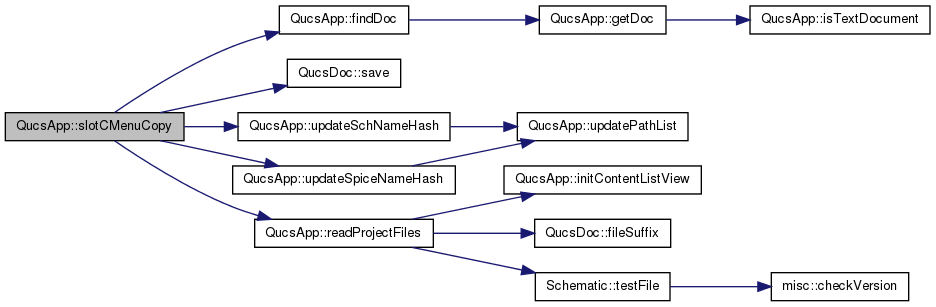 QucsApp::findDoc
QucsApp::getDoc
QucsApp::isTextDocument
QucsDoc::save
QucsApp::slotCMenuCopy
QucsApp::updateSchNameHash
QucsApp::updatePathList
QucsApp::updateSpiceNameHash
QucsApp::initContentListView
QucsApp::readProjectFiles
QucsDoc::fileSuffix
Schematic::testFile
misc::checkVersion